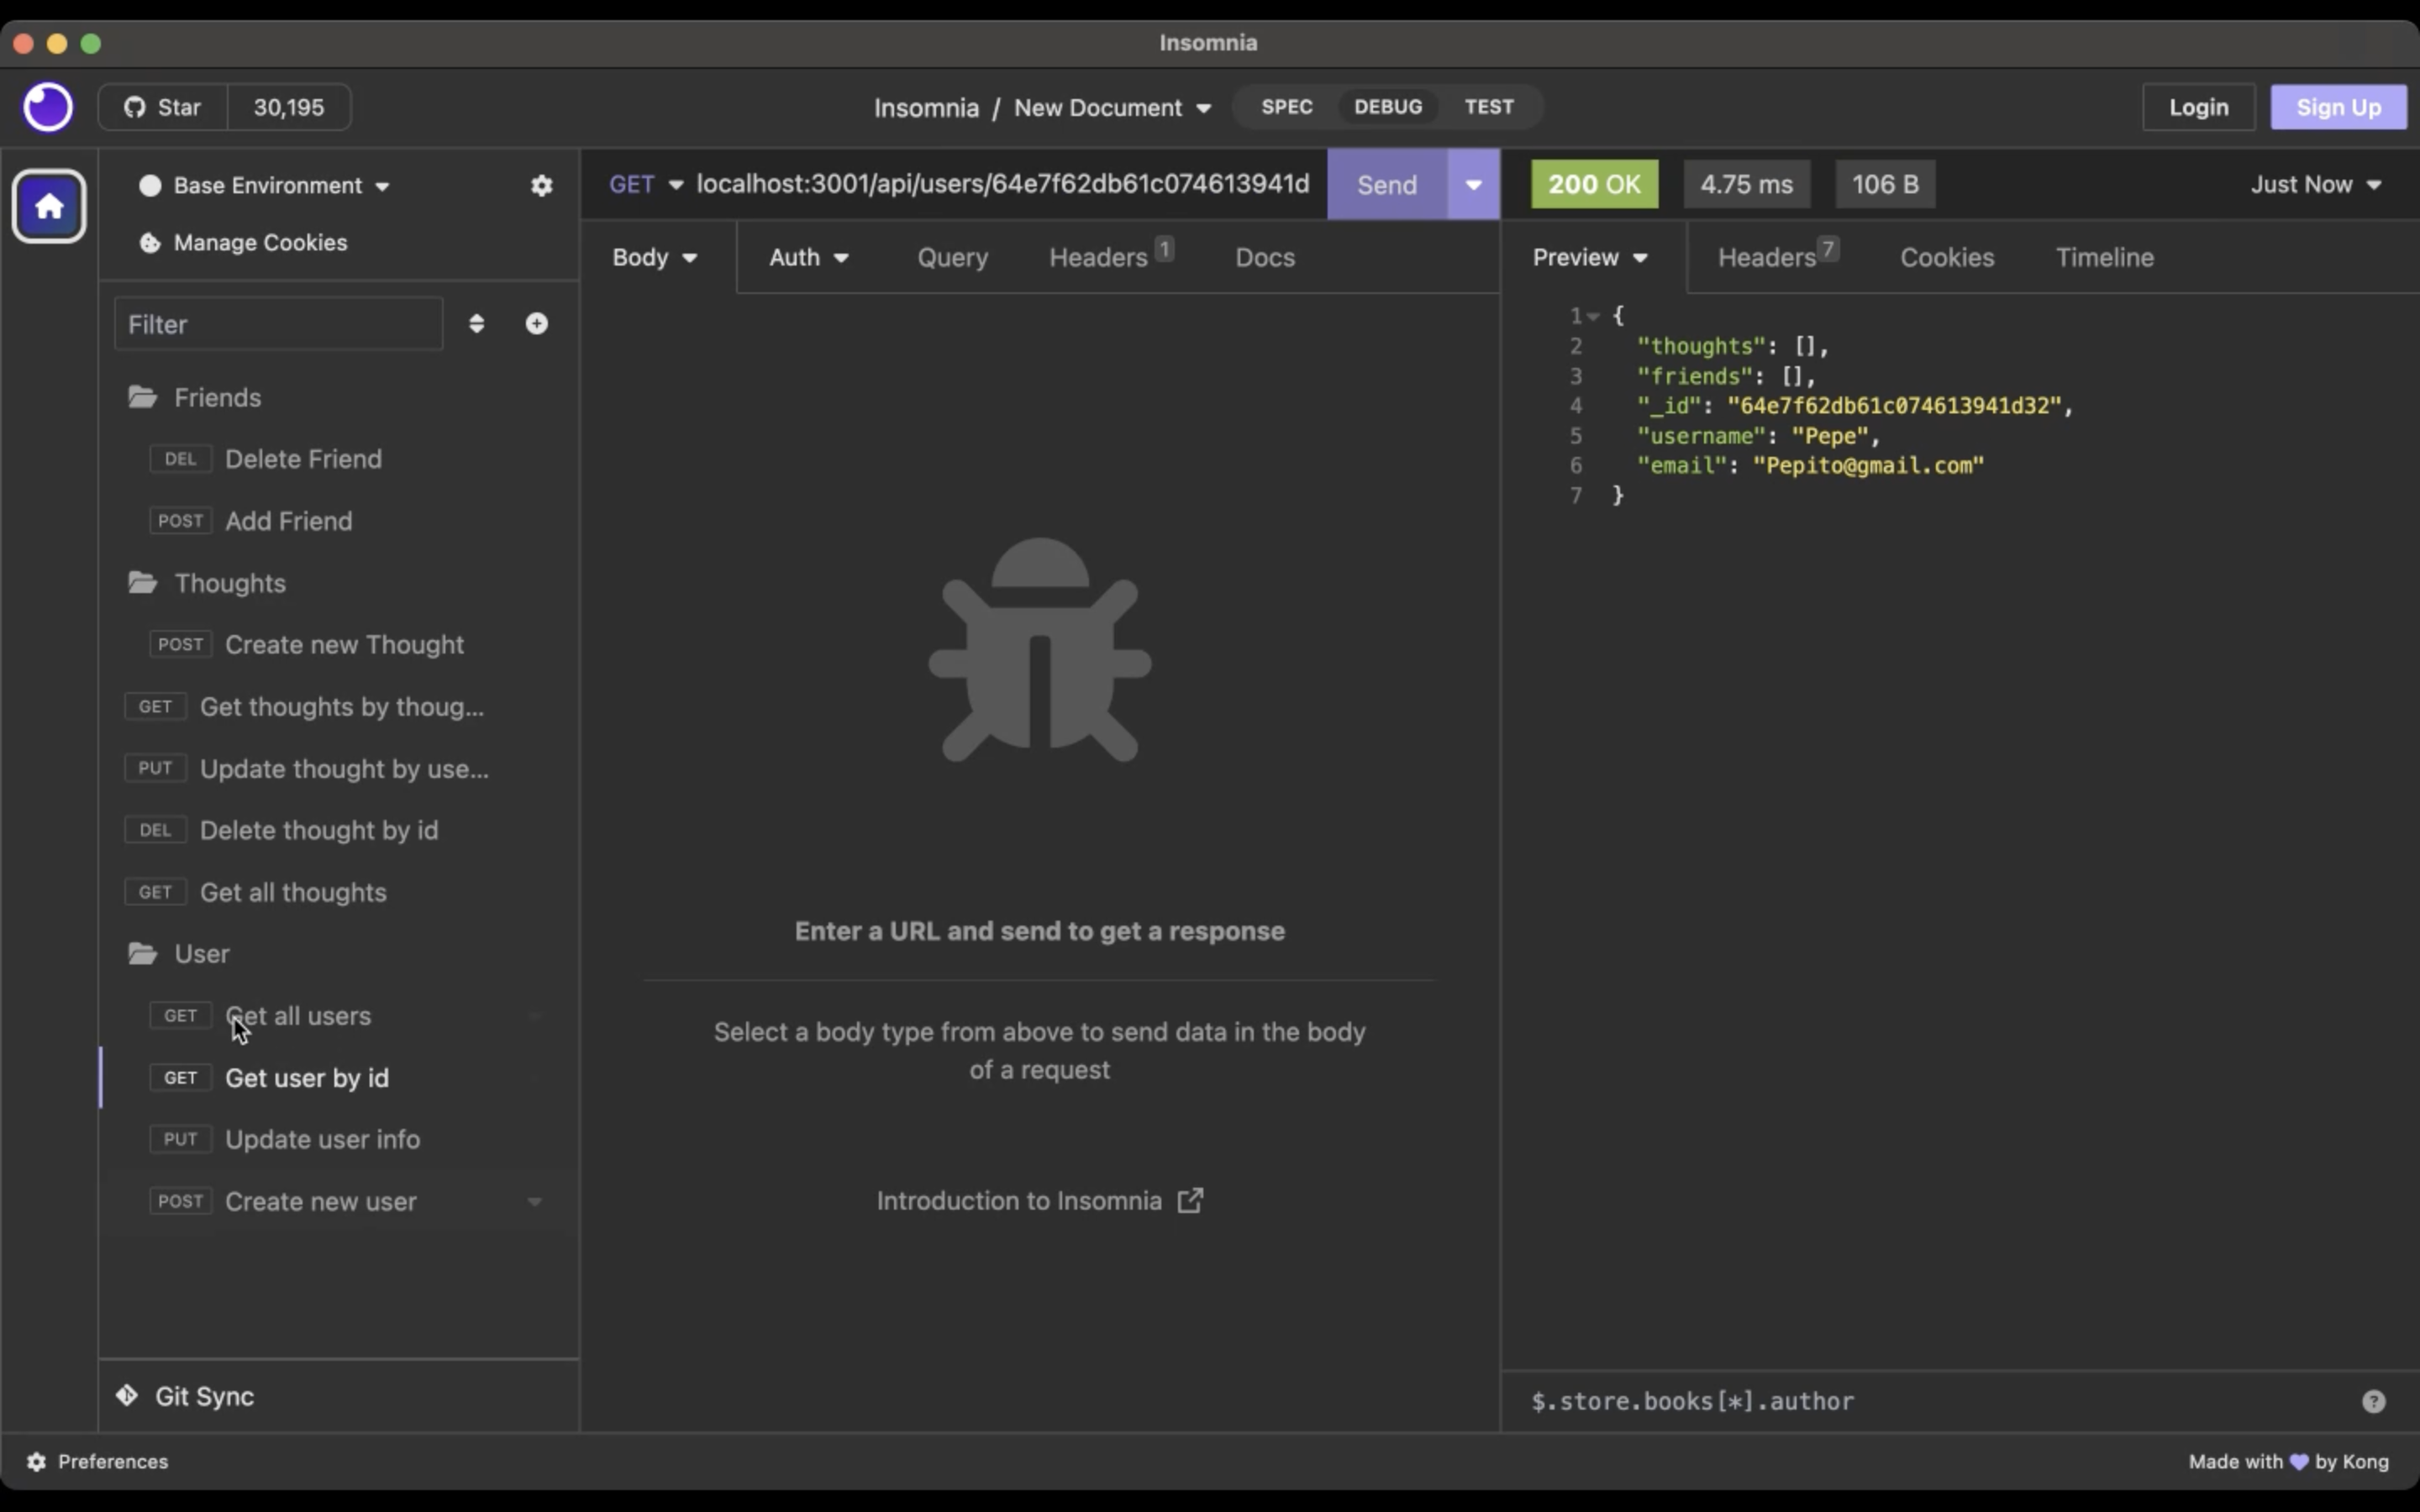 Insomnia
Star 30,195
Insomnia / New Document
SPEC DEBUG TEST
Login Sign Up
Base Environment
Manage Cookies
Filter
Friends
DEL Delete Friend
POST Add Friend
Thoughts
POST Create new Thought
GET Get thoughts by thoug...
PUT Update thought by use...
DEL Delete thought by id
GET Get all thoughts
User
GET Get all users
GET Get user by id
PUT Update user info
POST Create new user
Git Sync
GET localhost:3001/api/users/64e7f62db61c074613941d Send
Body Auth Query Headers 1 Docs
Enter a URL and send to get a response
Select a body type from above to send data in the body
of a request
Introduction to Insomnia
200 OK 4.75 ms 106 B Just Now
Preview Headers 7 Cookies Timeline
1 {
2 "thoughts": [],
3 "friends": [],
4 "_id": "64e7f62db61c074613941d32",
5 "username": "Pepe",
6 "email": "Pepito@gmail.com"
7 }
$.store.books[*].author ?
Preferences
Made with 💜 by Kong